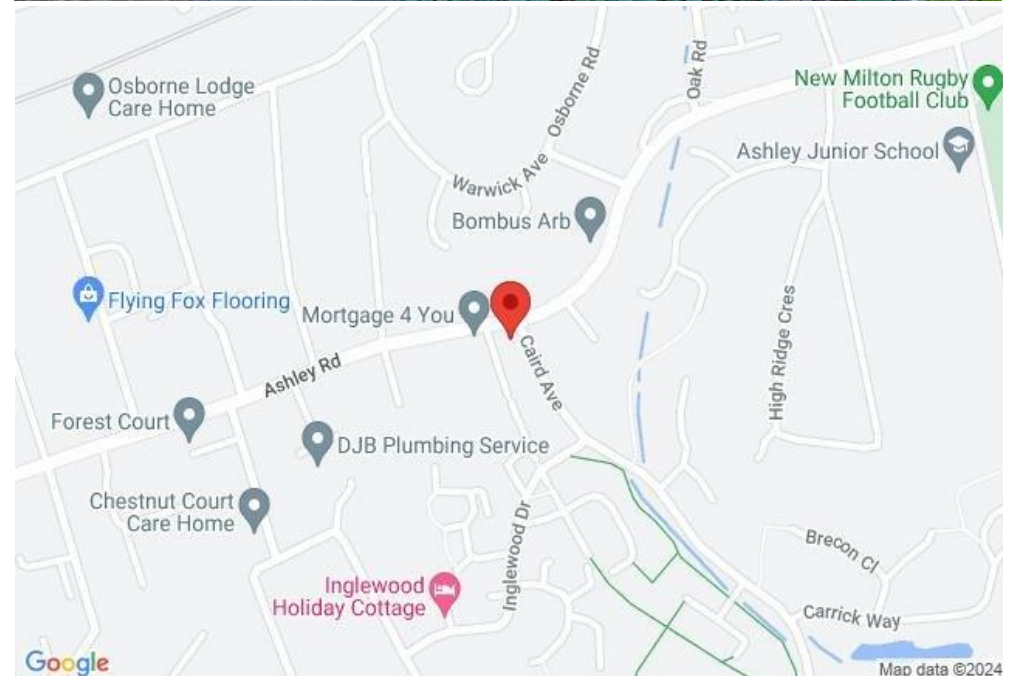 Osborne Lodge
Care Home
Osborne Rd
Oak Rd
New Milton Rugby
Football Club
Ashley Junior School
Warwick Ave
Bombus Arb
Flying Fox Flooring
Mortgage 4 You
Caird Ave
High Ridge Cres
Ashley Rd
Forest Court
DJB Plumbing Service
Chestnut Court
Care Home
Inglewood Dr
Brecon Cl
Inglewood
Holiday Cottage
Carrick Way
Google
Map data ©2024